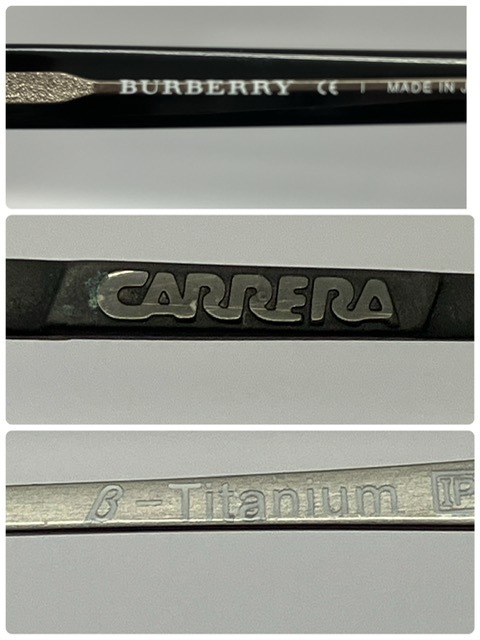 BURBERRY CE I MADE IN J
CARRERA
β-Titanium IP